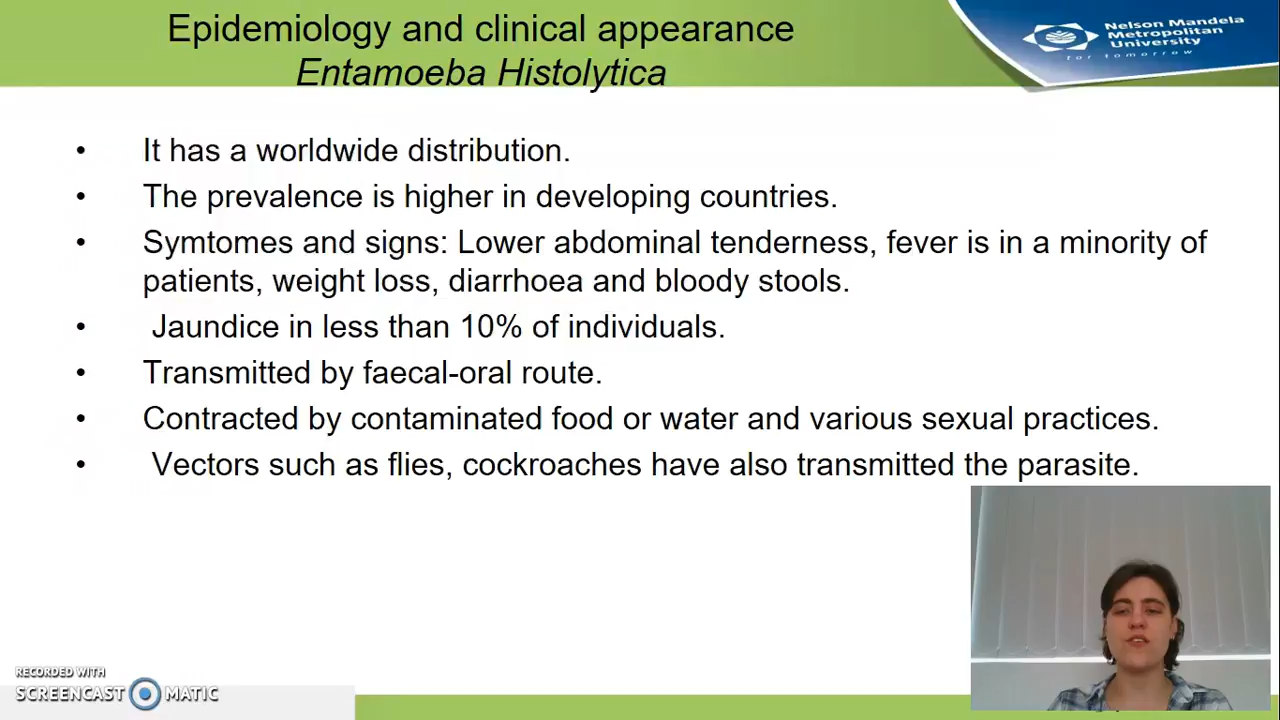 Epidemiology and clinical appearance
Entamoeba Histolytica
Nelson Mandela
Metropolitan
University
for tomorrow
• It has a worldwide distribution.
• The prevalence is higher in developing countries.
• Symtomes and signs: Lower abdominal tenderness, fever is in a minority of
patients, weight loss, diarrhoea and bloody stools.
• Jaundice in less than 10% of individuals.
• Transmitted by faecal-oral route.
• Contracted by contaminated food or water and various sexual practices.
• Vectors such as flies, cockroaches have also transmitted the parasite.
RECORDED WITH
SCREENCAST MATIC